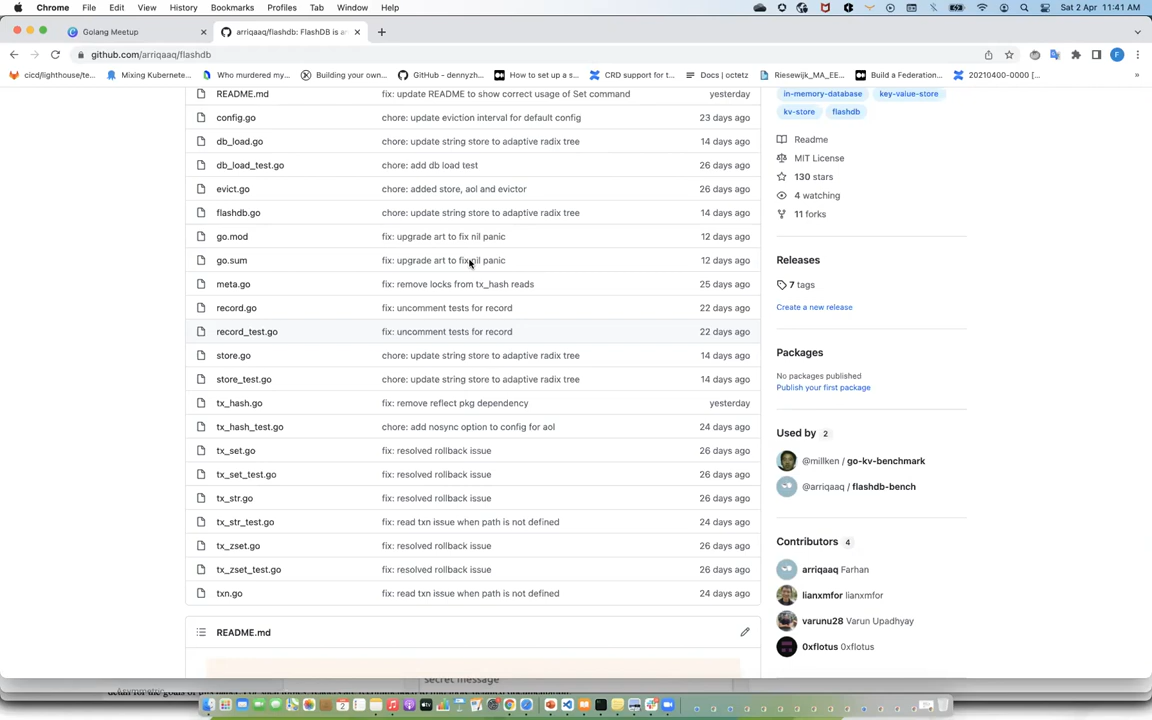 Chrome File Edit View History Bookmarks Profiles Tab Window Help
Sat 2 Apr 11:41 AM
Golang Meetup
arriqaaq/flashdb: FlashDB is a
github.com/arriqaaq/flashdb
cicd/lighthouse/te...
Mixing Kubernete...
Who murdered my...
Building your own...
GitHub - dennyzh...
How to set up a s...
CRD support for t...
Docs | octetz
Riesewijk_MA_EE...
Build a Federation...
20210400-0000 [...
»
README.md fix: update README to show correct usage of Set command yesterday
config.go chore: update eviction interval for default config 23 days ago
db_load.go chore: update string store to adaptive radix tree 14 days ago
db_load_test.go chore: add db load test 26 days ago
evict.go chore: added store, aol and evictor 26 days ago
flashdb.go chore: update string store to adaptive radix tree 14 days ago
go.mod fix: upgrade art to fix nil panic 12 days ago
go.sum fix: upgrade art to fix nil panic 12 days ago
meta.go fix: remove locks from tx_hash reads 25 days ago
record.go fix: uncomment tests for record 22 days ago
record_test.go fix: uncomment tests for record 22 days ago
store.go chore: update string store to adaptive radix tree 14 days ago
store_test.go chore: update string store to adaptive radix tree 14 days ago
tx_hash.go fix: remove reflect pkg dependency yesterday
tx_hash_test.go chore: add nosync option to config for aol 24 days ago
tx_set.go fix: resolved rollback issue 26 days ago
tx_set_test.go fix: resolved rollback issue 26 days ago
tx_str.go fix: resolved rollback issue 26 days ago
tx_str_test.go fix: read txn issue when path is not defined 24 days ago
tx_zset.go fix: resolved rollback issue 26 days ago
tx_zset_test.go fix: resolved rollback issue 26 days ago
txn.go fix: read txn issue when path is not defined 24 days ago
README.md
secret message
in-memory-database key-value-store
kv-store flashdb
Readme
MIT License
130 stars
4 watching
11 forks
Releases
7 tags
Create a new release
Packages
No packages published
Publish your first package
Used by 2
@millken / go-kv-benchmark
@arriqaaq / flashdb-bench
Contributors 4
arriqaaq Farhan
lianxmfor lianxmfor
varunu28 Varun Upadhyay
0xflotus 0xflotus
Asymmetric